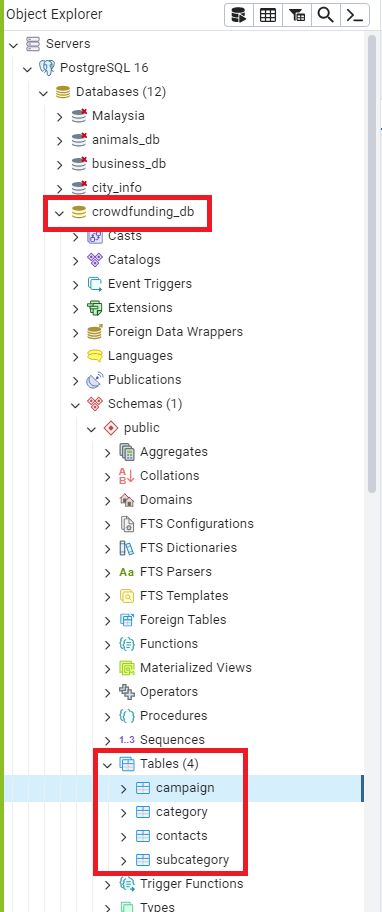 Object Explorer
Servers
PostgreSQL 16
Databases (12)
Malaysia
animals_db
business_db
city_info
crowdfunding_db
Casts
Catalogs
Event Triggers
Extensions
Foreign Data Wrappers
Languages
Publications
Schemas (1)
public
Aggregates
Collations
Domains
FTS Configurations
FTS Dictionaries
Aa FTS Parsers
FTS Templates
Foreign Tables
Functions
Materialized Views
Operators
Procedures
1..3 Sequences
Tables (4)
campaign
category
contacts
subcategory
Trigger Functions
Types